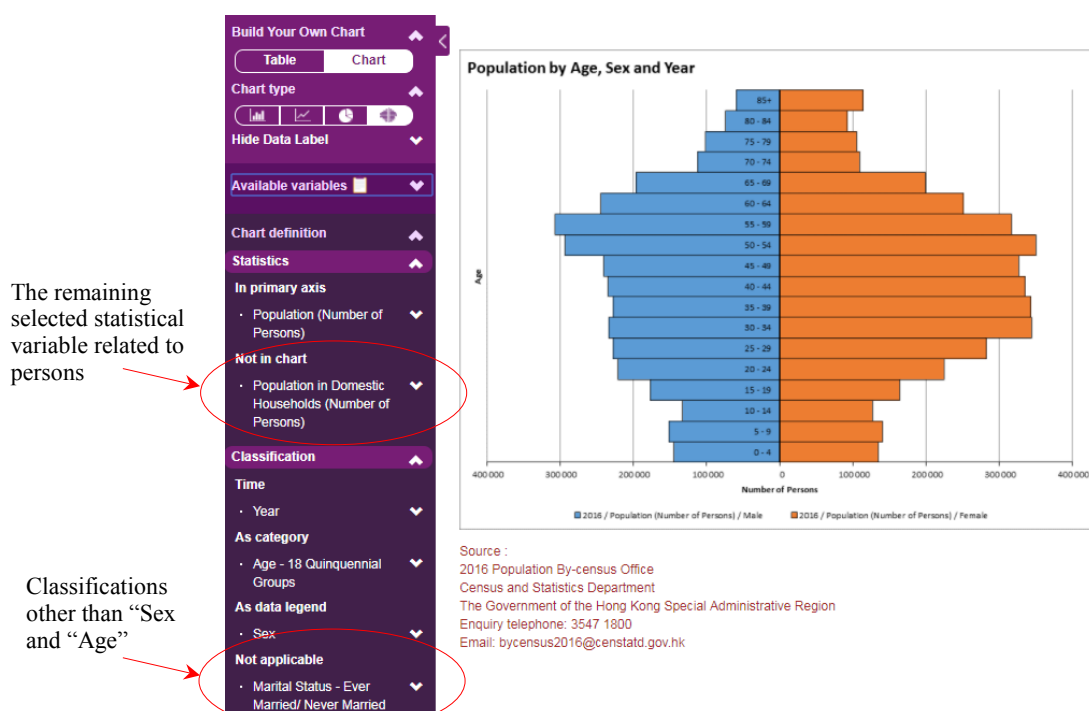 Build Your Own Chart
Table Chart
Chart type
Hide Data Label
Available variables
Chart definition
Statistics
In primary axis
· Population (Number of
Persons)
Not in chart
· Population in Domestic
Households (Number of
Persons)
Classification
Time
· Year
As category
· Age - 18 Quinquennial
Groups
As data legend
· Sex
Not applicable
· Marital Status - Ever
Married/ Never Married
The remaining
selected statistical
variable related to
persons
Classifications
other than “Sex
and “Age”
Population by Age, Sex and Year
Age
85+
80 - 84
75 - 79
70 - 74
65 - 69
60 - 64
55 - 59
50 - 54
45 - 49
40 - 44
35 - 39
30 - 34
25 - 29
20 - 24
15 - 19
10 - 14
5 - 9
0 - 4
400 000 300 000 200 000 100 000 0 100 000 200 000 300 000 400 000
Number of Persons
2016 / Population (Number of Persons) / Male 2016 / Population (Number of Persons) / Female
Source :
2016 Population By-census Office
Census and Statistics Department
The Government of the Hong Kong Special Administrative Region
Enquiry telephone: 3547 1800
Email: bycensus2016@censtatd.gov.hk